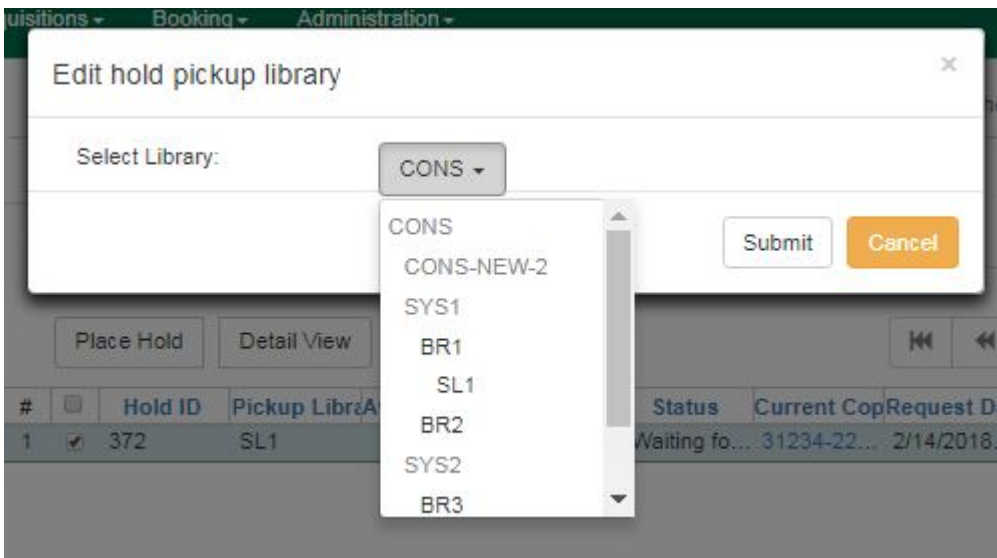 uisitions Booking Administration
Edit hold pickup library ×
Select Library: CONS
CONS
CONS-NEW-2
SYS1
BR1
SL1
BR2
SYS2
BR3
Submit Cancel
Place Hold Detail View
# Hold ID Pickup Libra Status Current Cop Request D
1 372 SL1 Waiting fo... 31234-22... 2/14/2018